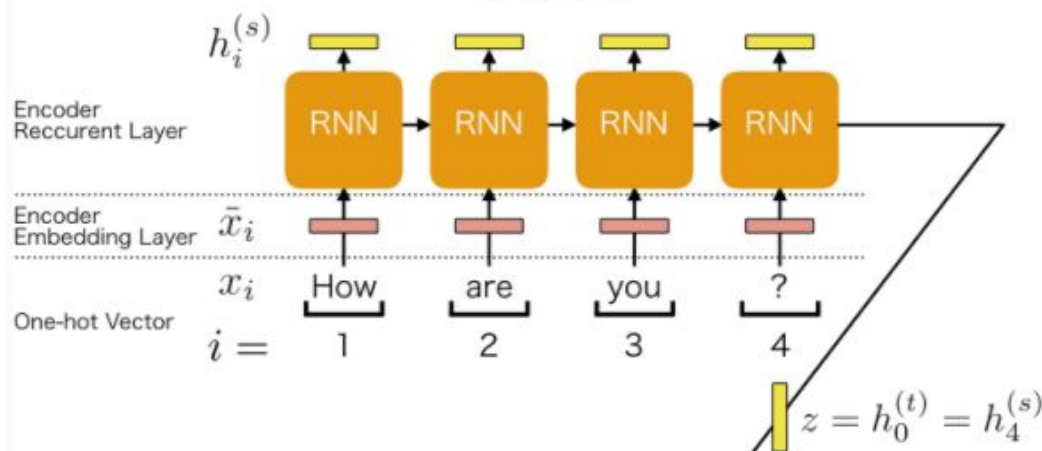 h_i^{(s)}
RNN RNN RNN RNN
Encoder
Reccurent Layer
Encoder
Embedding Layer
x̄_i
x_i How are you ?
One-hot Vector
i = 1 2 3 4
z = h_0^{(t)} = h_4^{(s)}